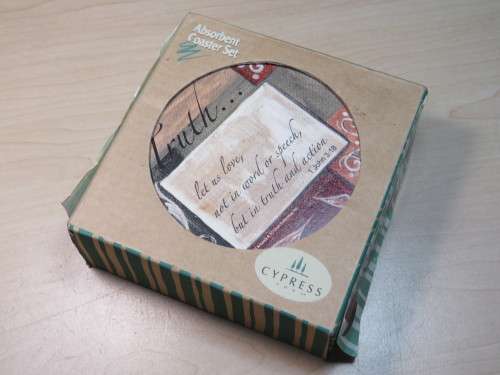 Absorbent
Coaster Set
Truth...
let us love,
not in word or speech,
but in truth and action
1 John 3:18
CYPRESS